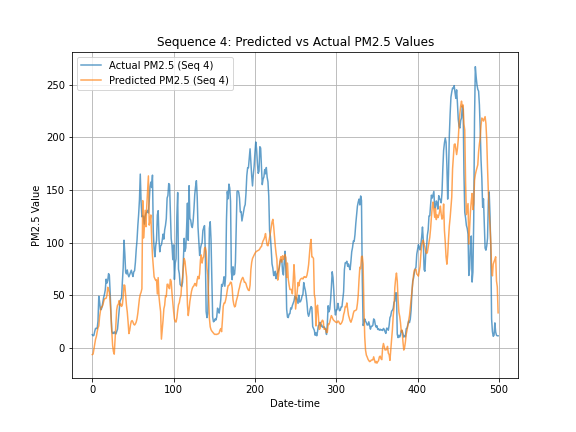 Sequence 4: Predicted vs Actual PM2.5 Values
Actual PM2.5 (Seq 4)
Predicted PM2.5 (Seq 4)
250
200
150
100
50
0
PM2.5 Value
0 100 200 300 400 500
Date-time